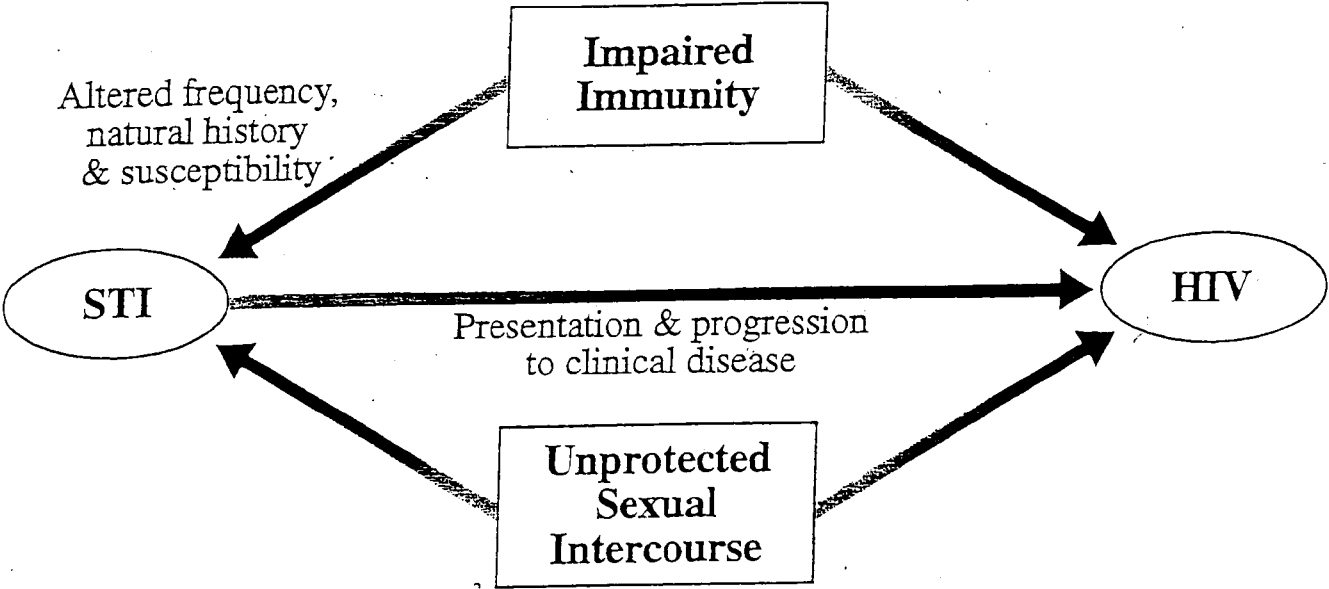 Impaired
Immunity
Altered frequency,
natural history
& susceptibility
STI
HIV
Presentation & progression
to clinical disease
Unprotected
Sexual
Intercourse